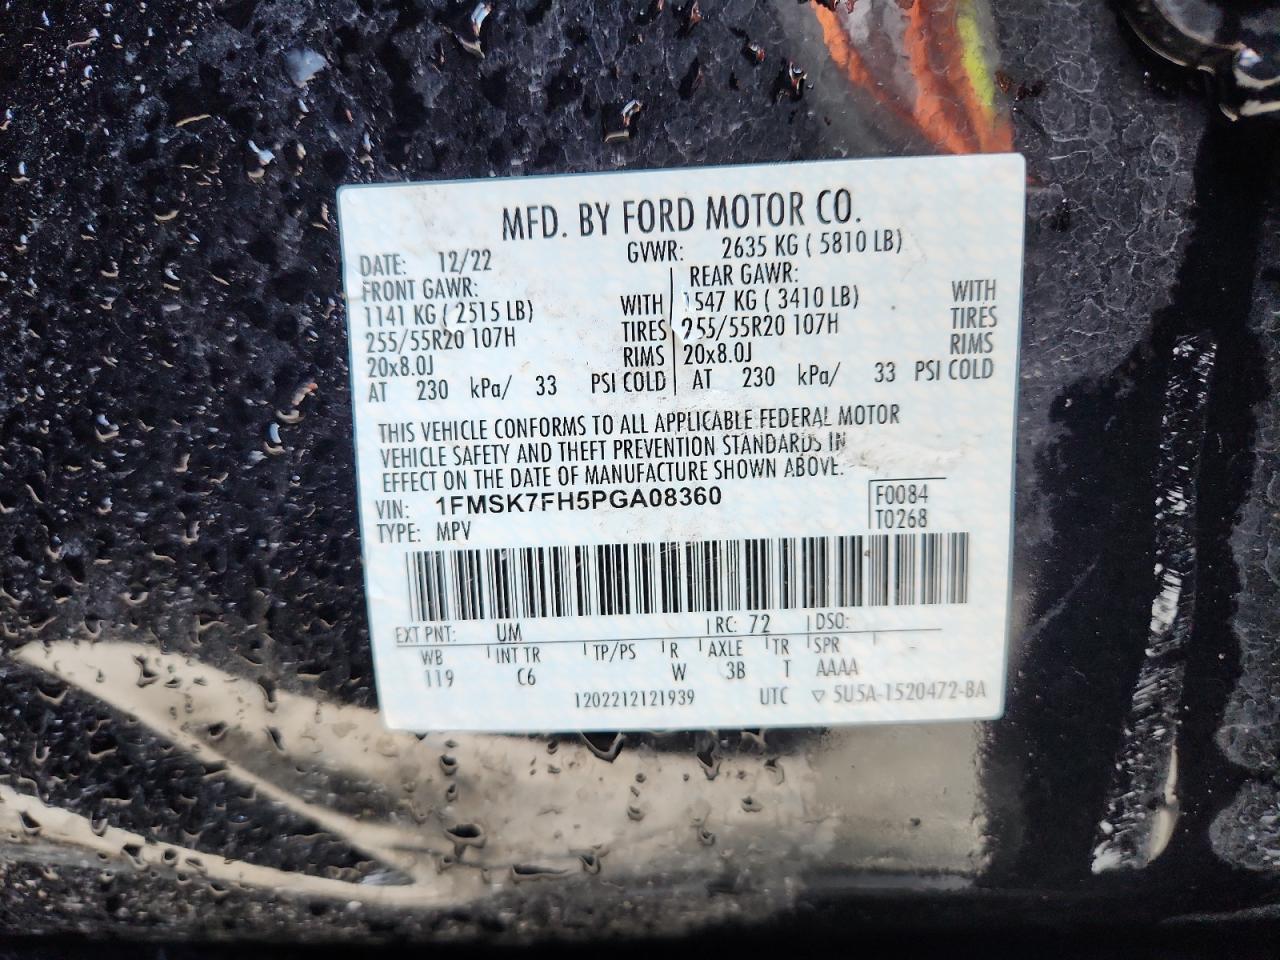 MFD. BY FORD MOTOR CO.
DATE: 12/22 GVWR: 2635 KG ( 5810 LB)
FRONT GAWR: REAR GAWR:
1141 KG ( 2515 LB) WITH 1547 KG ( 3410 LB) WITH
255/55R20 107H TIRES 255/55R20 107H TIRES
20x8.0J RIMS 20x8.0J RIMS
AT 230 kPa/ 33 PSI COLD AT 230 kPa/ 33 PSI COLD
THIS VEHICLE CONFORMS TO ALL APPLICABLE FEDERAL MOTOR
VEHICLE SAFETY AND THEFT PREVENTION STANDARDS IN
EFFECT ON THE DATE OF MANUFACTURE SHOWN ABOVE.
VIN: 1FMSK7FH5PGA08360 F0084
TYPE: MPV T0268
EXT PNT: UM RC: 72 DSO:
WB INT TR TP/PS R AXLE TR SPR
119 C6 W 3B T AAAA
1202212121939 UTC ▽ 5U5A-1520472-BA